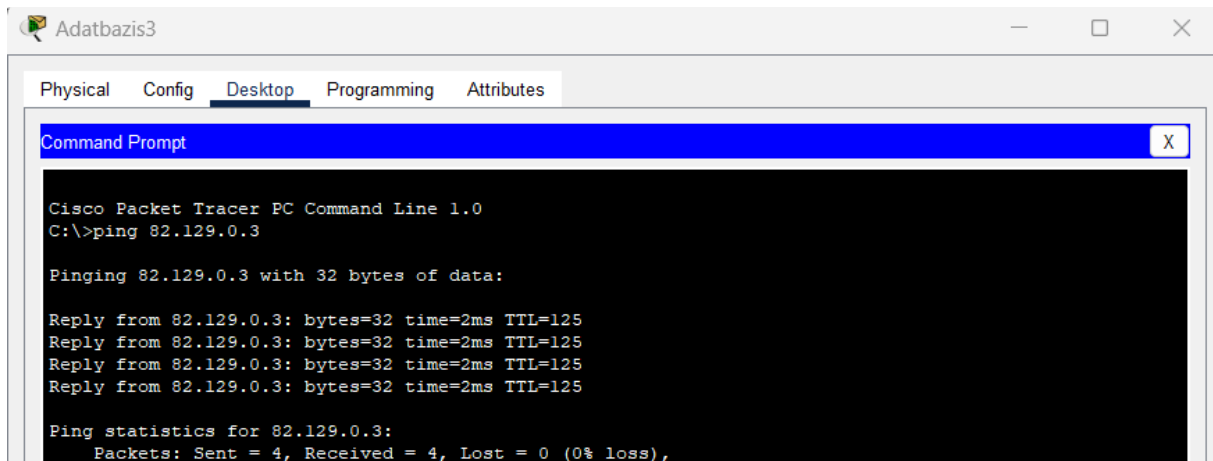 Adatbazis3
Physical Config Desktop Programming Attributes
Command Prompt X
Cisco Packet Tracer PC Command Line 1.0
C:\>ping 82.129.0.3
Pinging 82.129.0.3 with 32 bytes of data:
Reply from 82.129.0.3: bytes=32 time=2ms TTL=125
Reply from 82.129.0.3: bytes=32 time=2ms TTL=125
Reply from 82.129.0.3: bytes=32 time=2ms TTL=125
Reply from 82.129.0.3: bytes=32 time=2ms TTL=125
Ping statistics for 82.129.0.3:
Packets: Sent = 4, Received = 4, Lost = 0 (0% loss),